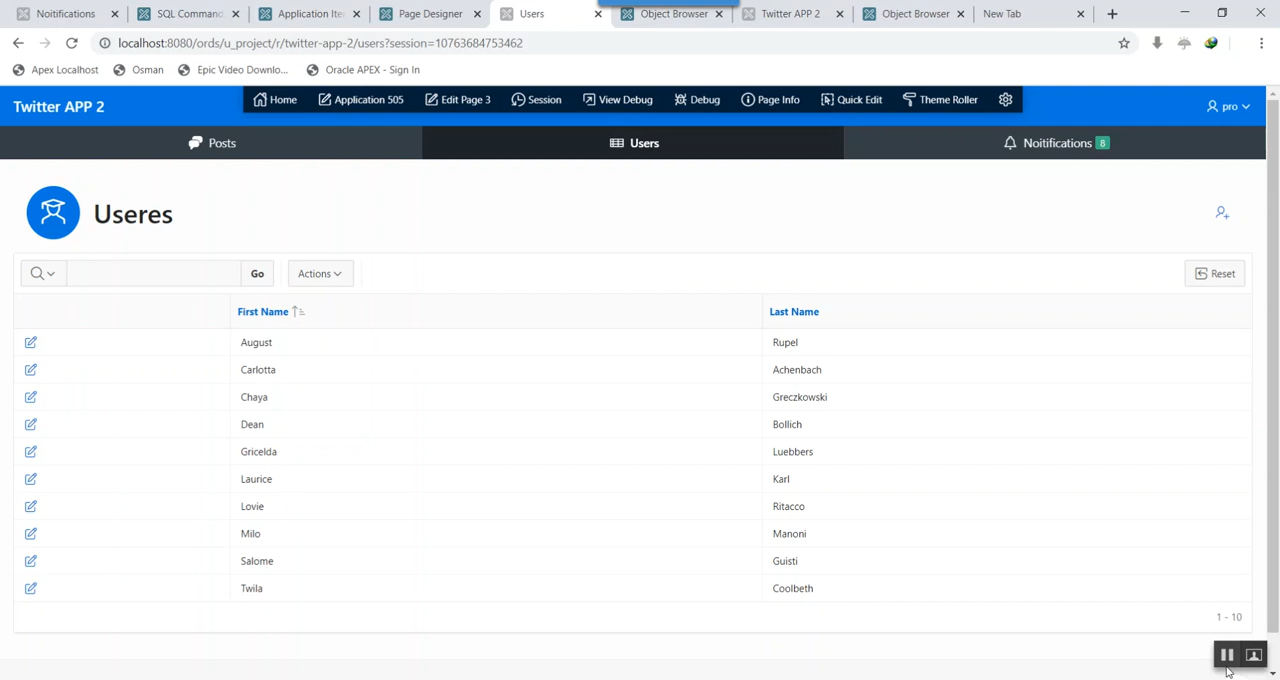 Noitifications
SQL Command
Application Ite
Page Designer
Users
Object Browser
Twitter APP 2
Object Browser
New Tab
localhost:8080/ords/u_project/r/twitter-app-2/users?session=10763684753462
Apex Localhost
Osman
Epic Video Downlo...
Oracle APEX - Sign In
Twitter APP 2
Home
Application 505
Edit Page 3
Session
View Debug
Debug
Page Info
Quick Edit
Theme Roller
pro
Posts
Users
Noitifications 8
Useres
Go
Actions
Reset
First Name Last Name
August Rupel
Carlotta Achenbach
Chaya Greczkowski
Dean Bollich
Gricelda Luebbers
Laurice Karl
Lovie Ritacco
Milo Manoni
Salome Guisti
Twila Coolbeth
1 - 10